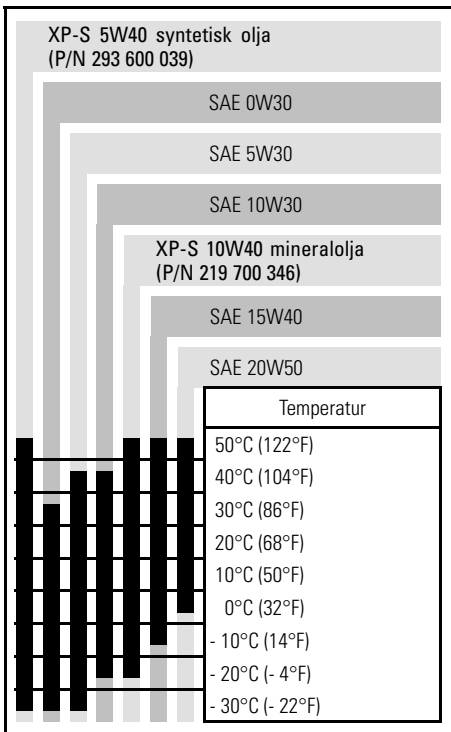 XP-S 5W40 syntetisk olja
(P/N 293 600 039)
SAE 0W30
SAE 5W30
SAE 10W30
XP-S 10W40 mineralolja
(P/N 219 700 346)
SAE 15W40
SAE 20W50
Temperatur
50°C (122°F)
40°C (104°F)
30°C (86°F)
20°C (68°F)
10°C (50°F)
0°C (32°F)
- 10°C (14°F)
- 20°C (- 4°F)
- 30°C (- 22°F)